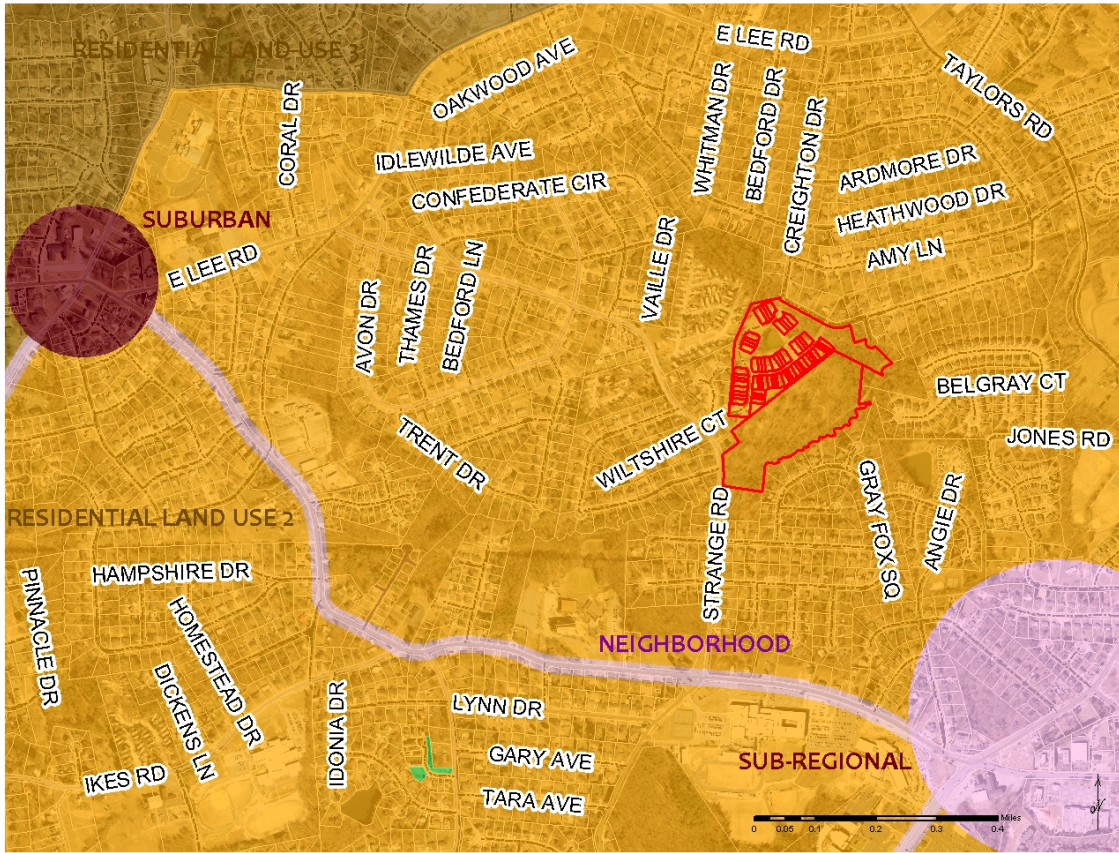 RESIDENTIAL LAND USE 3
E LEE RD
OAKWOOD AVE
TAYLORS RD
CORAL DR
WHITMAN DR
BEDFORD DR
CREIGHTON DR
IDLEWILDE AVE
ARDMORE DR
CONFEDERATE CIR
HEATHWOOD DR
SUBURBAN
AMY LN
E LEE RD
VAILLE DR
AVON DR
THAMES DR
BEDFORD LN
BELGRAY CT
JONES RD
TRENT DR
WILTSHIRE CT
GRAY FOX SQ
ANGIE DR
RESIDENTIAL LAND USE 2
STRANGE RD
HAMPSHIRE DR
PINNACLE DR
HOMESTEAD DR
NEIGHBORHOOD
DICKENS LN
IDONIA DR
LYNN DR
GARY AVE
SUB-REGIONAL
IKES RD
TARA AVE
N
Miles
0 0.05 0.1 0.2 0.3 0.4